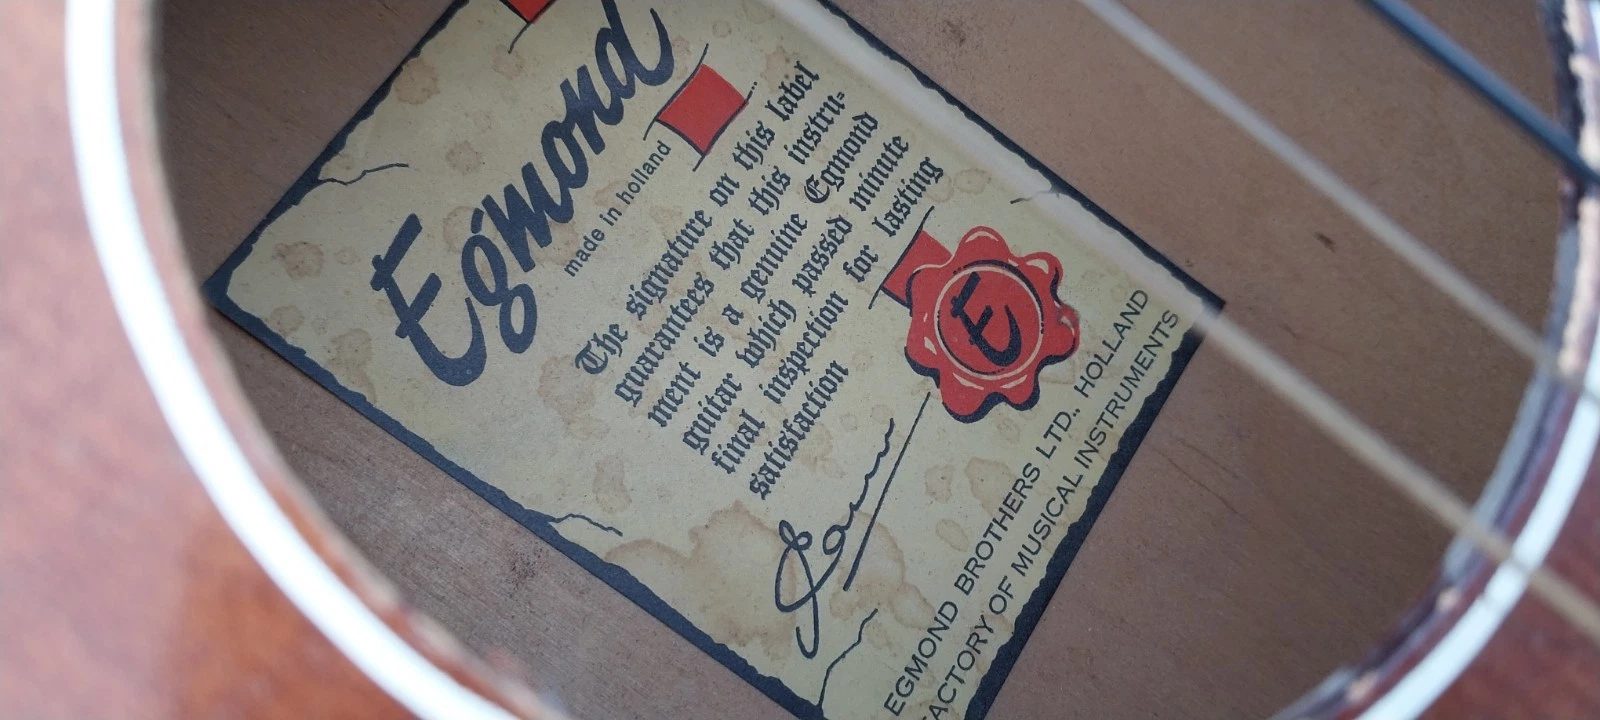 Egmond
made in holland
The signature on this label
guarantees that this instru=
ment is a genuine Egmond
guitar which passed minute
final inspection for lasting
satisfaction
E
EGMOND BROTHERS LTD., HOLLAND
FACTORY OF MUSICAL INSTRUMENTS